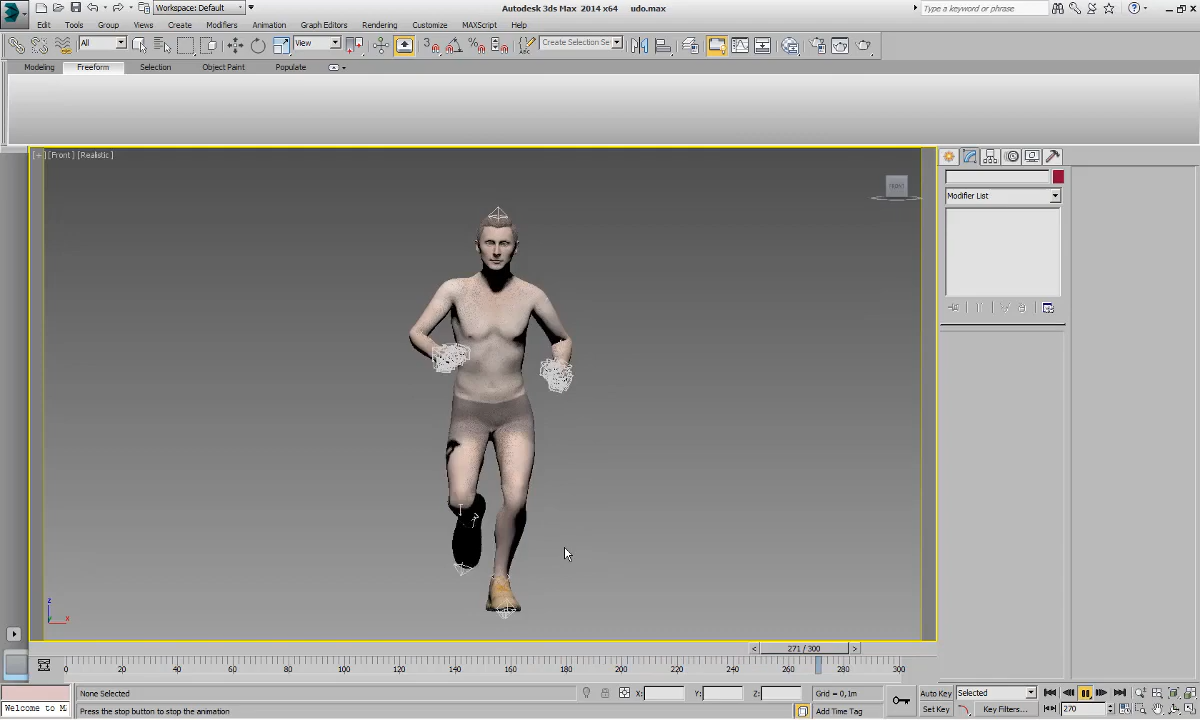 Workspace: Default
Autodesk 3ds Max 2014 x64 udo.max
Type a keyword or phrase
Edit Tools Group Views Create Modifiers Animation Graph Editors Rendering Customize MAXScript Help
All View Create Selection Se
Modeling Freeform Selection Object Paint Populate
[+] [Front] [Realistic]
FRONT
Modifier List
z
x
< 271 / 300 >
0 20 40 60 80 100 120 140 160 180 200 220 240 260 280 300
None Selected X: Y: Z: Grid = 0,1m Auto Key Selected
Welcome to M Press the stop button to stop the animation Add Time Tag Set Key Key Filters... 270